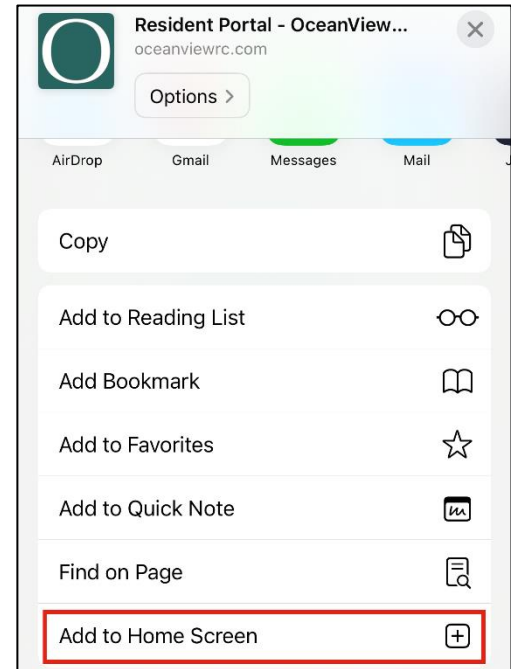 O
Resident Portal - OceanView...
oceanviewrc.com
Options >
AirDrop Gmail Messages Mail J
Copy
Add to Reading List
Add Bookmark
Add to Favorites
Add to Quick Note
Find on Page
Add to Home Screen